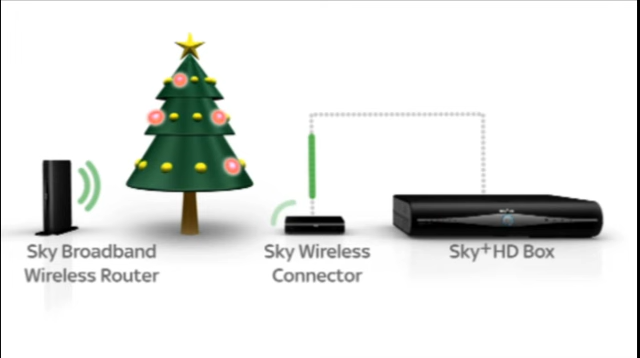 Sky Broadband
Wireless Router
Sky Wireless
Connector
Sky+HD Box